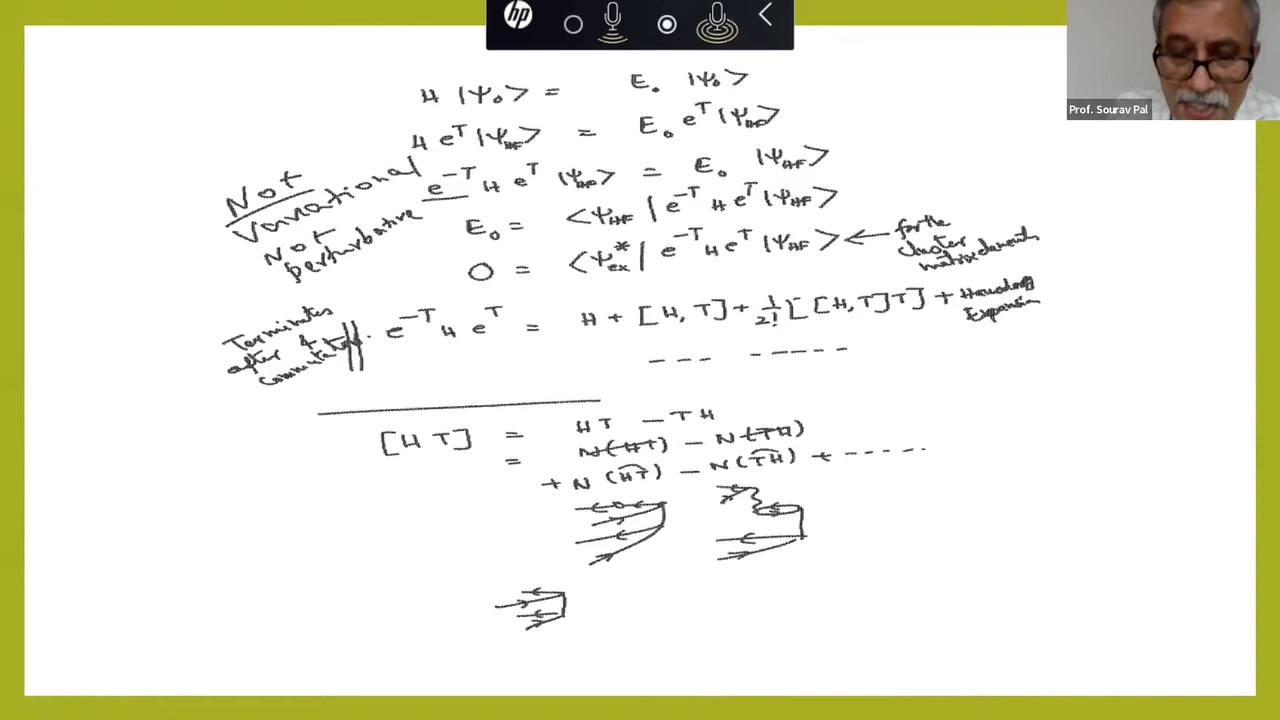 hp
Prof. Sourav Pal
H |Ψ₀> = E₀ |Ψ₀>
H e^T |Ψ_HF> = E₀ e^T |Ψ_HF>
Not
Variational
e^-T H e^T |Ψ_HF> = E₀ |Ψ_HF>
Not
perturbative
E₀ = <Ψ_HF | e^-T H e^T |Ψ_HF>
0 = <Ψ*_ex | e^-T H e^T |Ψ_HF> ← for the
cluster
matrix elements
Terminates
after 4
commutators
e^-T H e^T = H + [H, T] + 1/2! [[H, T] T] + Hausdorff
Expansion
--- -----
[H T] = HT - TH
= N(HT) - N(TH)
+ N(HT) - N(TH) + -----